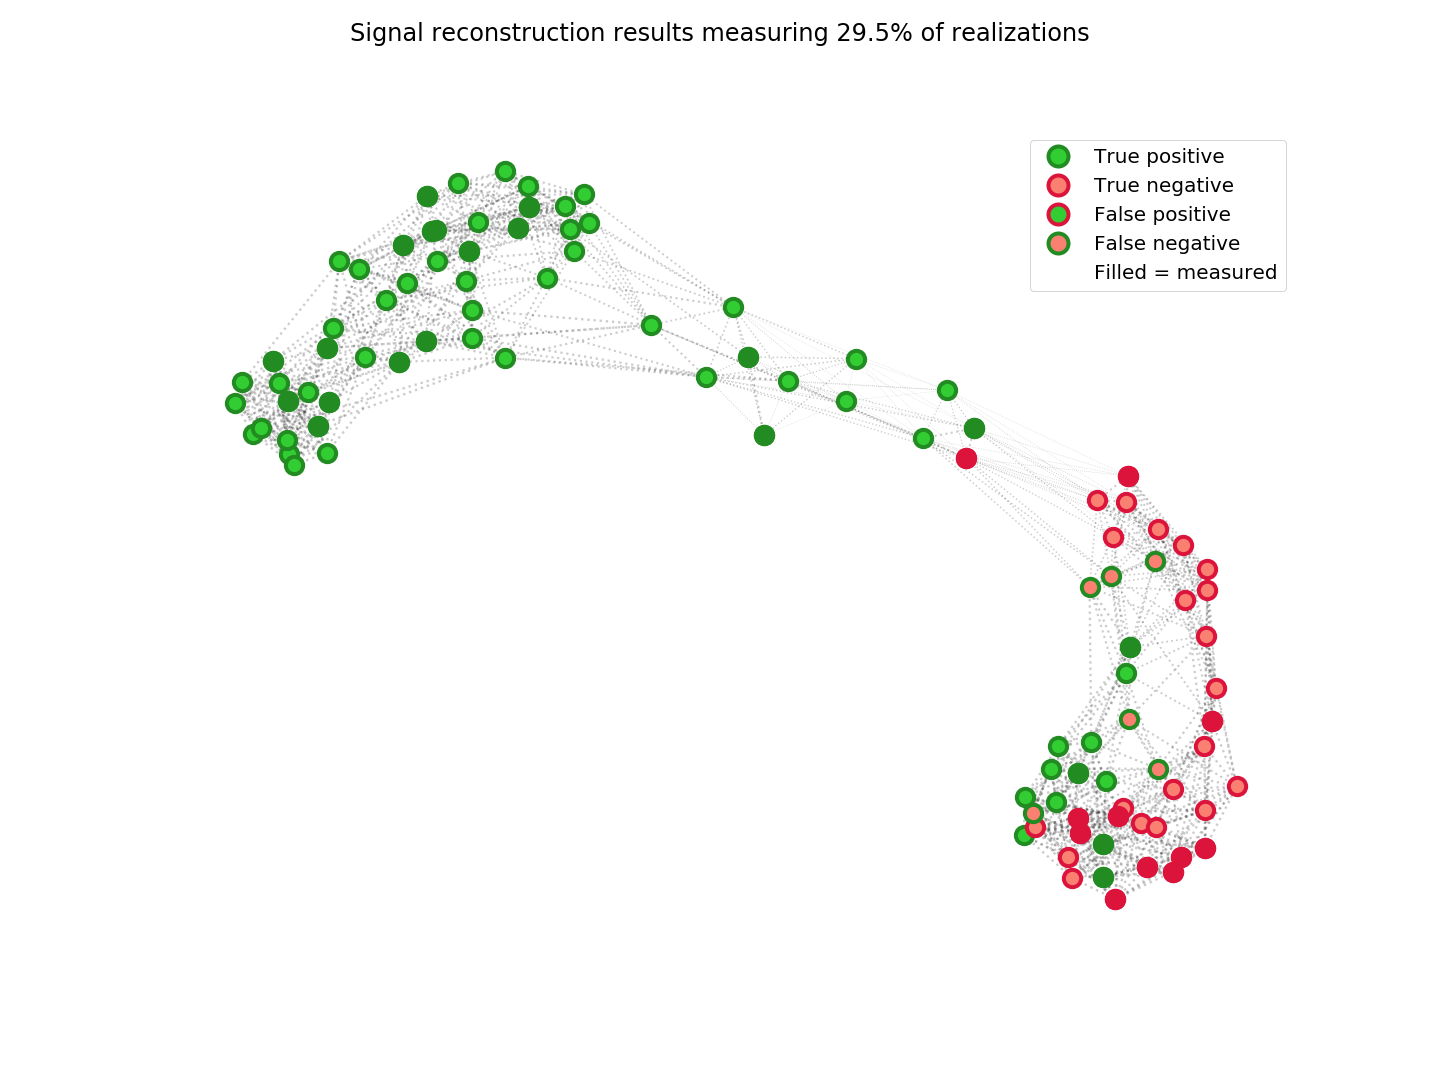 Signal reconstruction results measuring 29.5% of realizations
True positive
True negative
False positive
False negative
Filled = measured